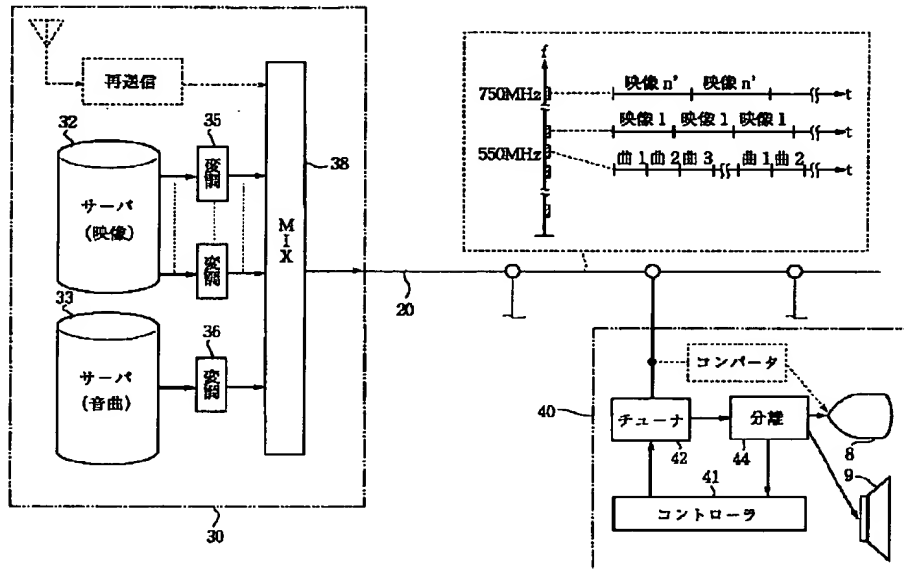 再送信
32
サーバ
(映像)
35
変調
変調
33
サーバ
(音曲)
36
変調
MIX
38
30
20
f
750MHz
550MHz
映像 n' 映像 n' t
映像 1 映像 1 映像 1 t
曲 1 曲 2 曲 3 曲 1 曲 2 t
40
コンバータ
チューナ
42
分離
44
8
9
41
コントローラ